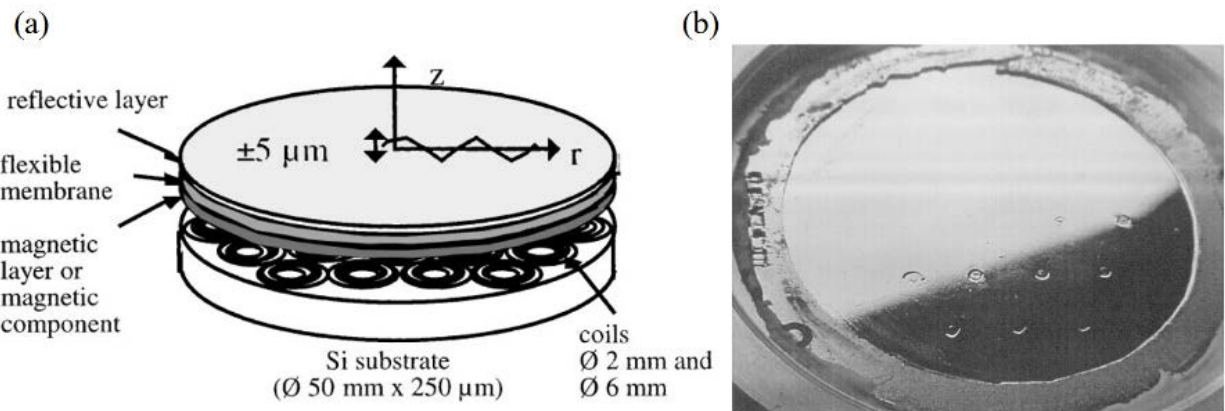 (a)
(b)
z
reflective layer
±5 µm
r
flexible
membrane
magnetic
layer or
magnetic
component
coils
Ø 2 mm and
Ø 6 mm
Si substrate
(Ø 50 mm x 250 µm)